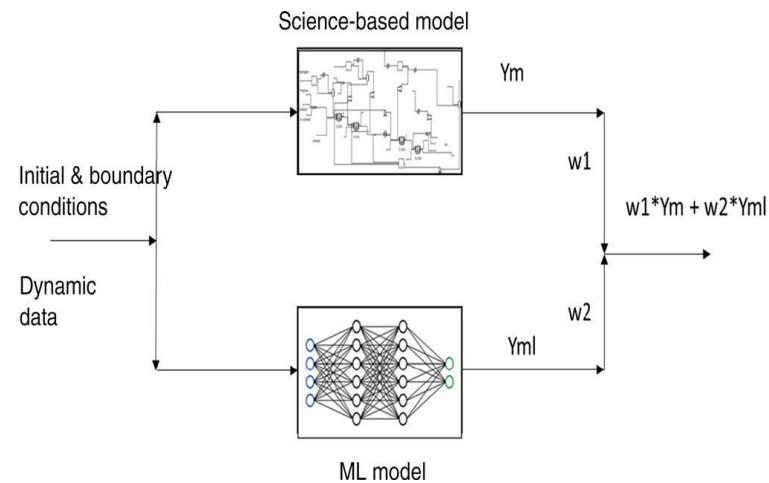 Science-based model
Ym
w1
Initial & boundary
conditions
w1*Ym + w2*Yml
Dynamic
data
w2
Yml
ML model